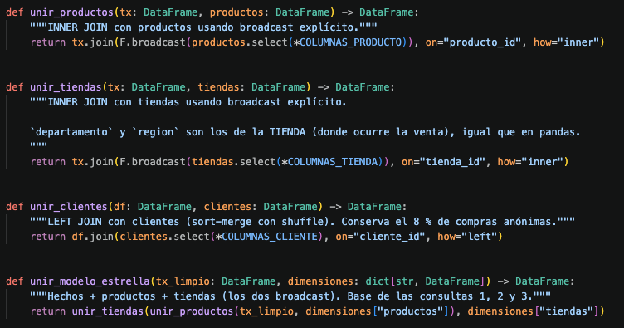 def unir_productos(tx: DataFrame, productos: DataFrame) -> DataFrame:
    """INNER JOIN con productos usando broadcast explícito."""
    return tx.join(F.broadcast(productos.select(*COLUMNAS_PRODUCTO)), on="producto_id", how="inner")
def unir_tiendas(tx: DataFrame, tiendas: DataFrame) -> DataFrame:
    """INNER JOIN con tiendas usando broadcast explícito.
    `departamento` y `region` son los de la TIENDA (donde ocurre la venta), igual que en pandas.
    """
    return tx.join(F.broadcast(tiendas.select(*COLUMNAS_TIENDA)), on="tienda_id", how="inner")
def unir_clientes(df: DataFrame, clientes: DataFrame) -> DataFrame:
    """LEFT JOIN con clientes (sort-merge con shuffle). Conserva el 8 % de compras anónimas."""
    return df.join(clientes.select(*COLUMNAS_CLIENTE), on="cliente_id", how="left")
def unir_modelo_estrella(tx_limpio: DataFrame, dimensiones: dict[str, DataFrame]) -> DataFrame:
    """Hechos + productos + tiendas (los dos broadcast). Base de las consultas 1, 2 y 3."""
    return unir_tiendas(unir_productos(tx_limpio, dimensiones["productos"]), dimensiones["tiendas"])